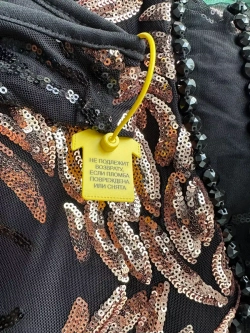 НЕ ПОДЛЕЖИТ
ВОЗВРАТУ,
ЕСЛИ ПЛОМБА
ПОВРЕЖДЕНА
ИЛИ СНЯТА